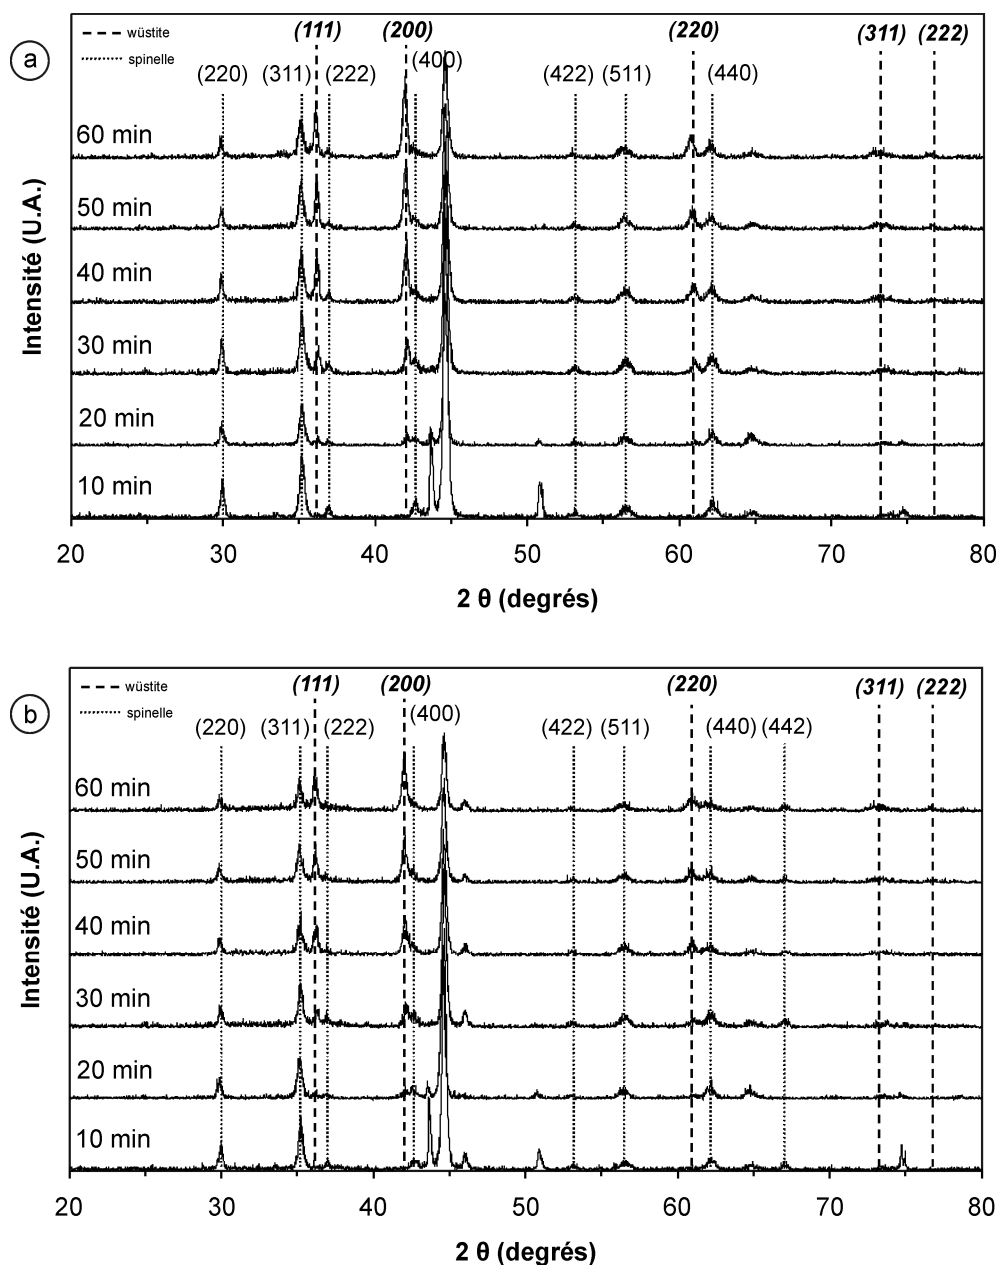 a
wüstite
spinelle
(111) (200) (220) (311) (222)
(220) (311) (222) (400) (422) (511) (440)
60 min
50 min
40 min
30 min
20 min
10 min
Intensité (U.A.)
20 30 40 50 60 70 80
2 θ (degrés)
b
wüstite
spinelle
(111) (200) (220) (311) (222)
(220) (311) (222) (400) (422) (511) (440) (442)
60 min
50 min
40 min
30 min
20 min
10 min
Intensité (U.A.)
20 30 40 50 60 70 80
2 θ (degrés)